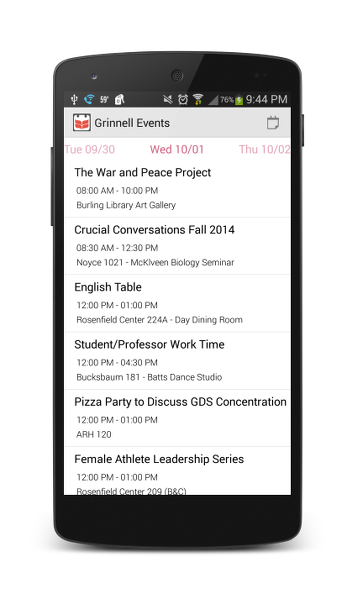 59° 76% 9:44 PM
Grinnell Events
Tue 09/30 Wed 10/01 Thu 10/02
The War and Peace Project
08:00 AM - 10:00 PM
Burling Library Art Gallery
Crucial Conversations Fall 2014
08:30 AM - 12:30 PM
Noyce 1021 - McKlveen Biology Seminar
English Table
12:00 PM - 01:00 PM
Rosenfield Center 224A - Day Dining Room
Student/Professor Work Time
12:00 PM - 04:30 PM
Bucksbaum 181 - Batts Dance Studio
Pizza Party to Discuss GDS Concentration
12:00 PM - 01:00 PM
ARH 120
Female Athlete Leadership Series
12:00 PM - 01:00 PM
Rosenfield Center 209 (B&C)